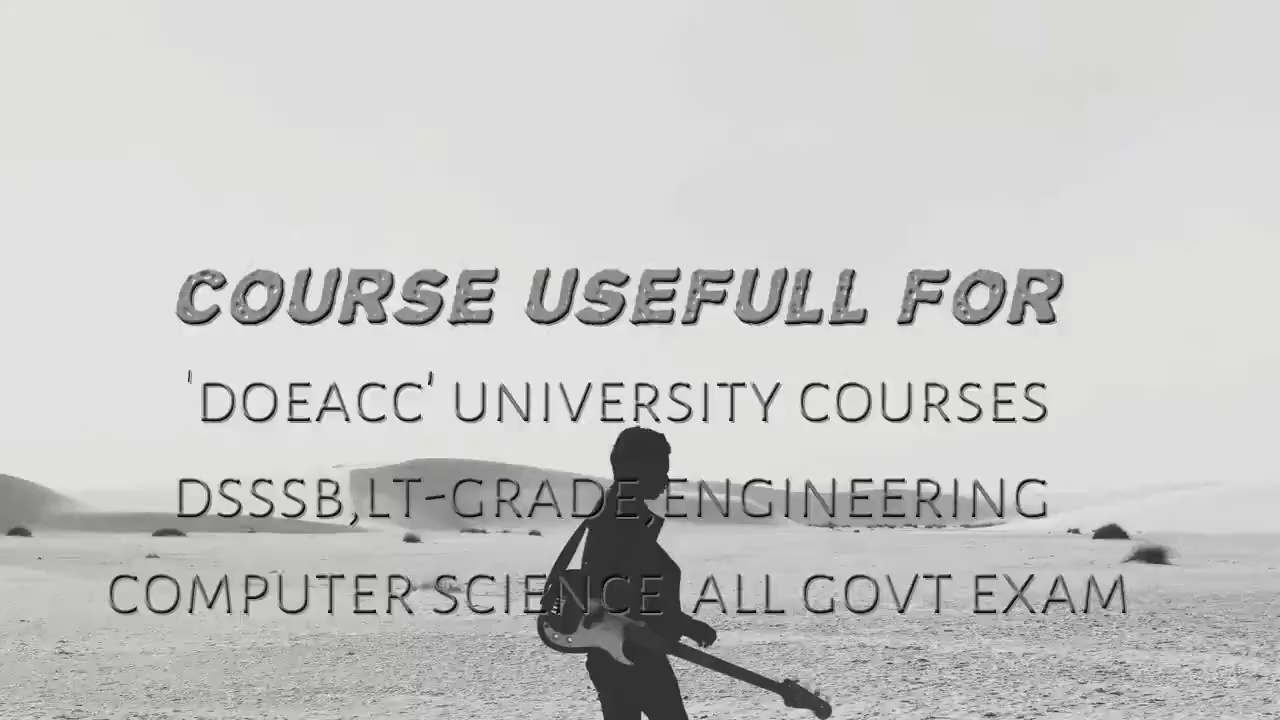 COURSE USEFULL FOR
'DOEACC' UNIVERSITY COURSES
DSSSB,LT-GRADE,ENGINEERING
COMPUTER SCIENCE ALL GOVT EXAM